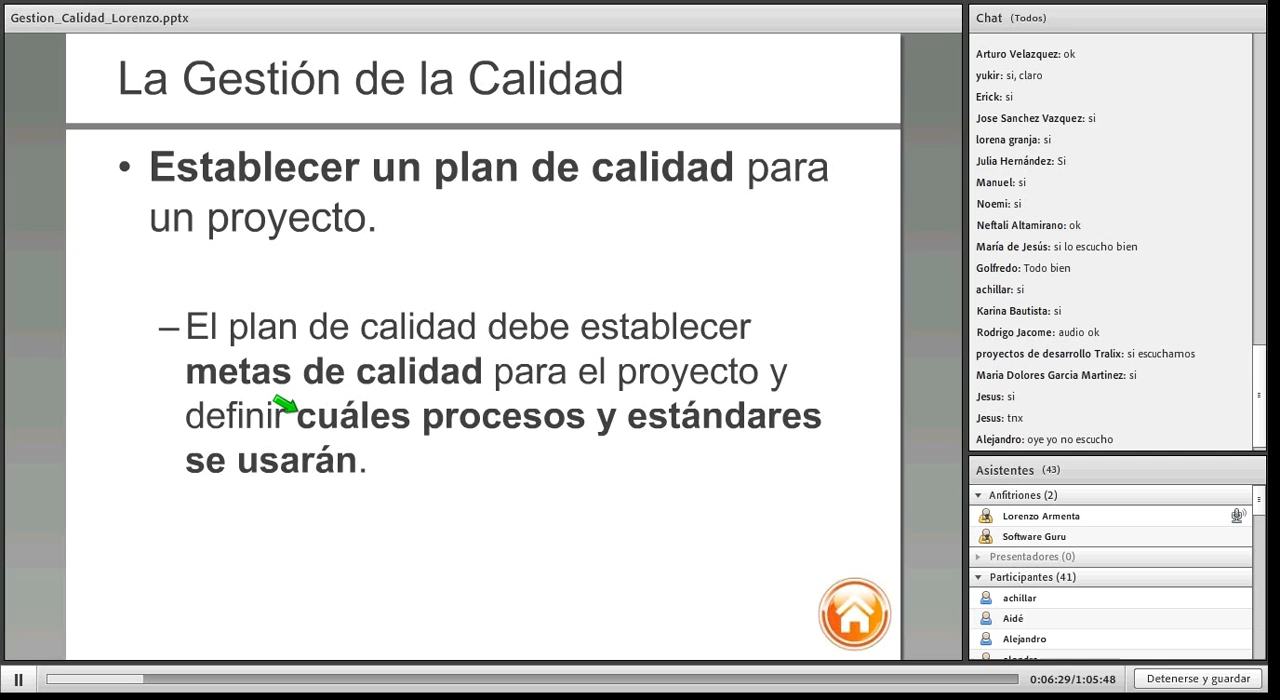 Gestion_Calidad_Lorenzo.pptx
La Gestión de la Calidad
• Establecer un plan de calidad para
un proyecto.
– El plan de calidad debe establecer
metas de calidad para el proyecto y
definir cuáles procesos y estándares
se usarán.
Chat (Todos)
Arturo Velazquez: ok
yukir: si, claro
Erick: si
Jose Sanchez Vazquez: si
lorena granja: si
Julia Hernández: Si
Manuel: si
Noemi: si
Neftali Altamirano: ok
María de Jesús: si lo escucho bien
Golfredo: Todo bien
achillar: si
Karina Bautista: si
Rodrigo Jacome: audio ok
proyectos de desarrollo Tralix: si escuchamos
Maria Dolores Garcia Martinez: si
Jesus: si
Jesus: tnx
Alejandro: oye yo no escucho
Asistentes (43)
Anfitriones (2)
Lorenzo Armenta
Software Guru
Presentadores (0)
Participantes (41)
achillar
Aidé
Alejandro
0:06:29/1:05:48
Detenerse y guardar